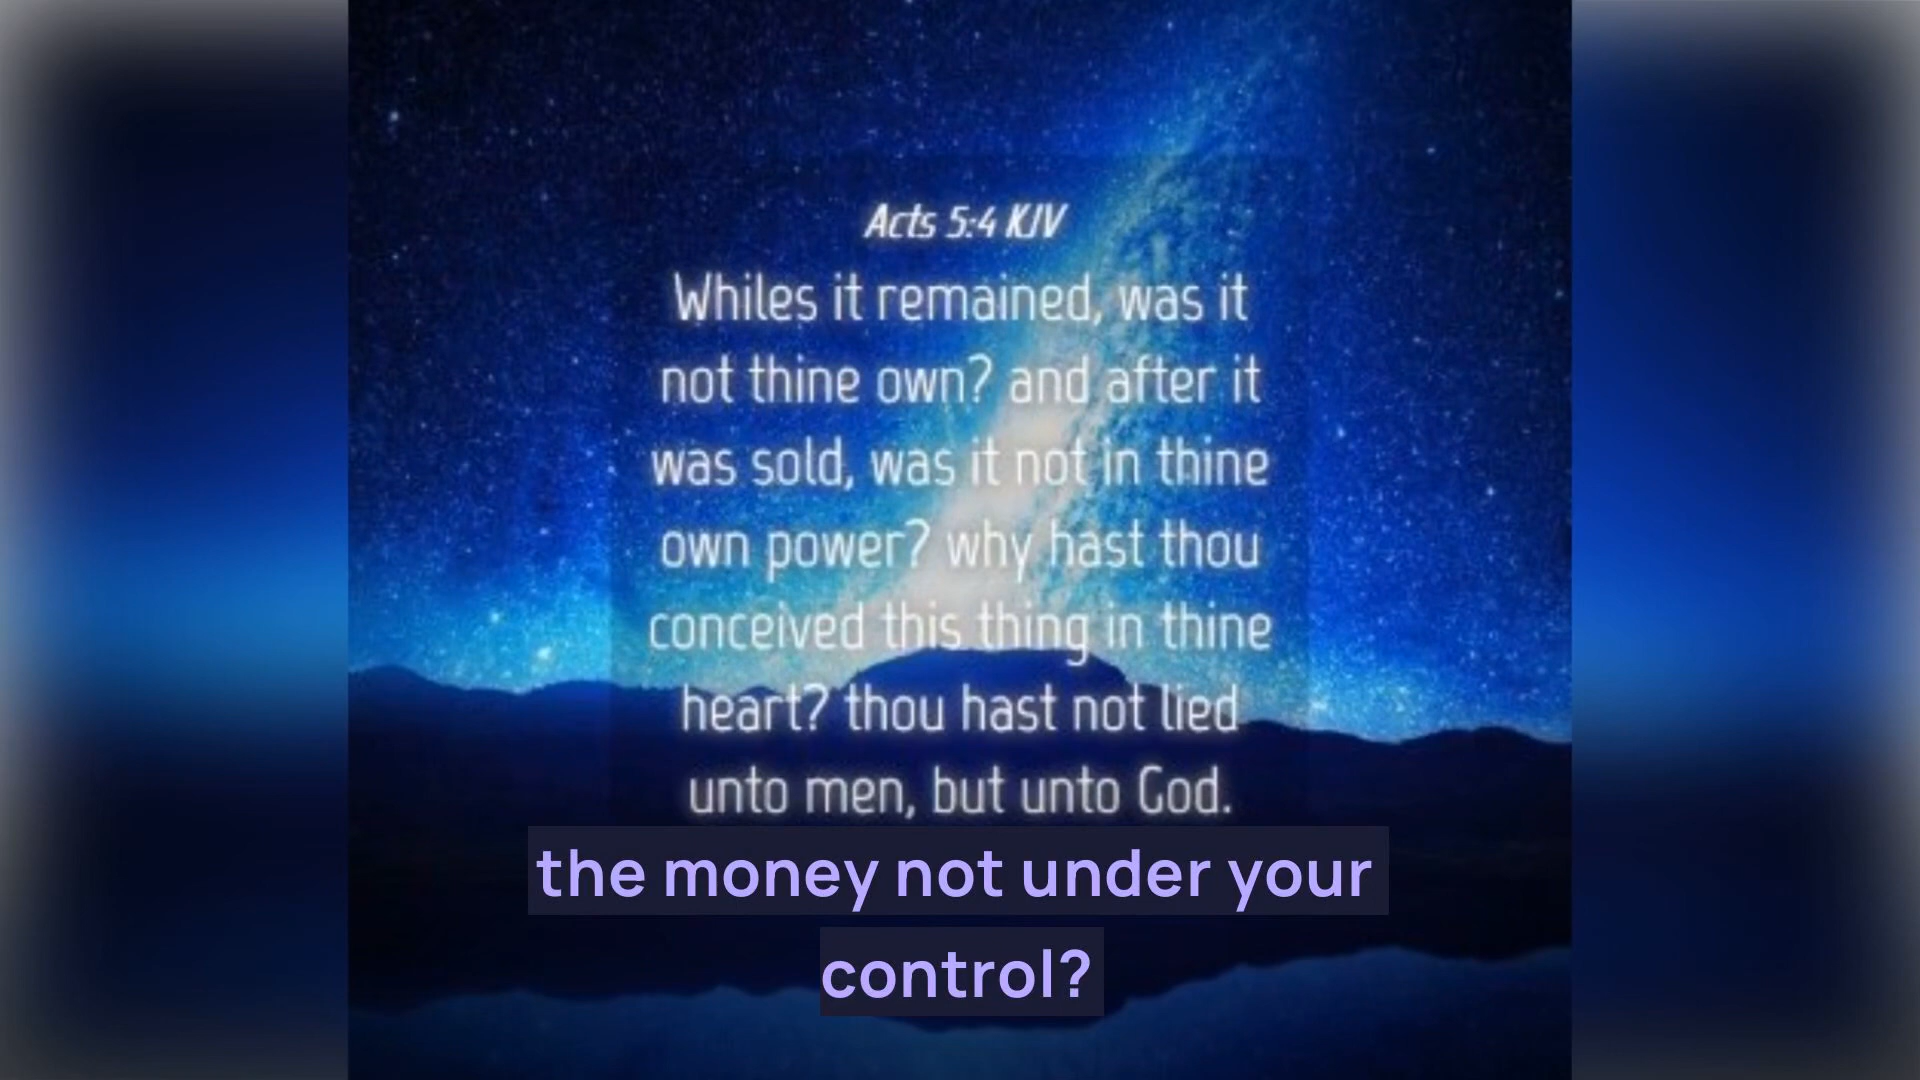 Acts 5:4 KJV
Whiles it remained, was it
not thine own? and after it
was sold, was it not in thine
own power? why hast thou
conceived this thing in thine
heart? thou hast not lied
unto men, but unto God.
the money not under your
control?